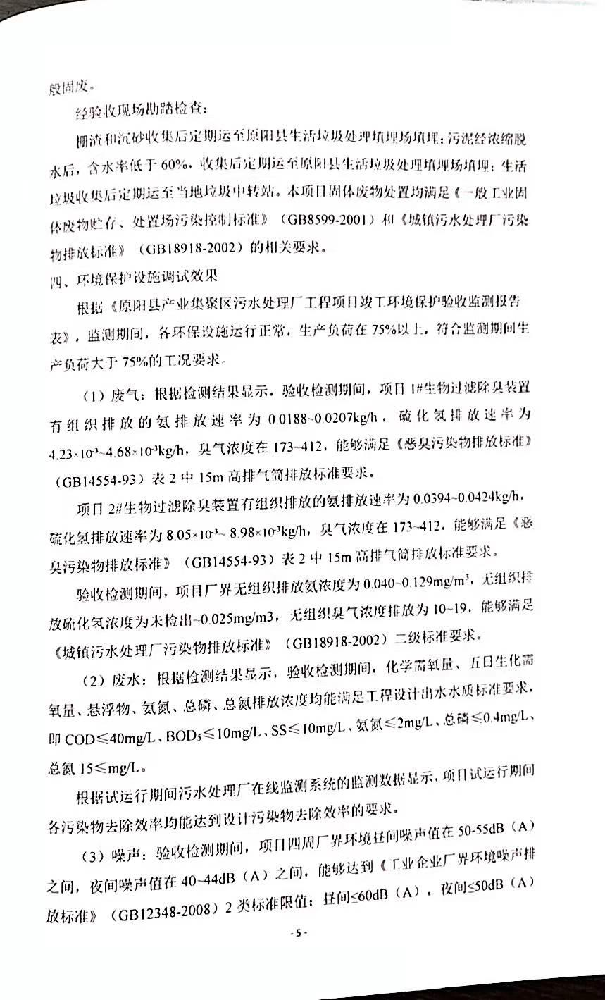 般固废。
经验收现场勘踏检查：
栅渣和沉砂收集后定期运至原阳县生活垃圾处理填埋场填埋；污泥经浓缩脱
水后，含水率低于 60%，收集后定期运至原阳县生活垃圾处理填埋场填埋；生活
垃圾收集后定期运至当地垃圾中转站。本项目固体废物处置均满足《一般工业固
体废物贮存、处置场污染控制标准》（GB8599-2001）和《城镇污水处理厂污染
物排放标准》（GB18918-2002）的相关要求。
四、环境保护设施调试效果
根据《原阳县产业集聚区污水处理厂工程项目竣工环境保护验收监测报告
表》，监测期间，各环保设施运行正常，生产负荷在 75%以上，符合监测期间生
产负荷大于 75%的工况要求。
（1）废气：根据检测结果显示，验收检测期间，项目 1#生物过滤除臭装置
有组织排放的氨排放速率为 0.0188~0.0207kg/h，硫化氢排放速率为
4.23×10⁻³~4.68×10⁻³kg/h，臭气浓度在 173~412，能够满足《恶臭污染物排放标准》
（GB14554-93）表 2 中 15m 高排气筒排放标准要求。
项目 2#生物过滤除臭装置有组织排放的氨排放速率为 0.0394~0.0424kg/h，
硫化氢排放速率为 8.05×10⁻³~ 8.98×10⁻³kg/h，臭气浓度在 173~412，能够满足《恶
臭污染物排放标准》（GB14554-93）表 2 中 15m 高排气筒排放标准要求。
验收检测期间，项目厂界无组织排放氨浓度为 0.040~0.129mg/m³，无组织排
放硫化氢浓度为未检出~0.025mg/m3，无组织臭气浓度排放为 10~19，能够满足
《城镇污水处理厂污染物排放标准》（GB18918-2002）二级标准要求。
（2）废水：根据检测结果显示，验收检测期间，化学需氧量、五日生化需
氧量、悬浮物、氨氮、总磷、总氮排放浓度均能满足工程设计出水水质标准要求，
即 COD≤40mg/L、BOD₅≤10mg/L、SS≤10mg/L、氨氮≤2mg/L、总磷≤0.4mg/L、
总氮 15≤mg/L。
根据试运行期间污水处理厂在线监测系统的监测数据显示，项目试运行期间
各污染物去除效率均能达到设计污染物去除效率的要求。
（3）噪声：验收检测期间，项目四周厂界环境昼间噪声值在 50-55dB（A）
之间，夜间噪声值在 40~44dB（A）之间，能够达到《工业企业厂界环境噪声排
放标准》（GB12348-2008）2 类标准限值：昼间≤60dB（A），夜间≤50dB（A）
- 5 -